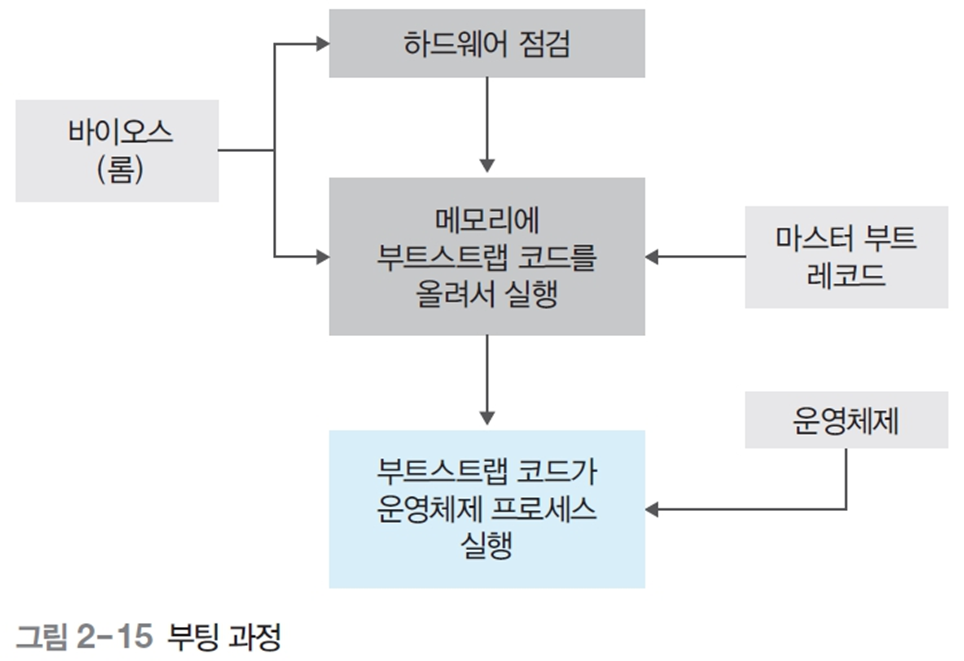 하드웨어 점검
바이오스
(롬)
메모리에
부트스트랩 코드를
올려서 실행
마스터 부트
레코드
운영체제
부트스트랩 코드가
운영체제 프로세스
실행
그림 2-15 부팅 과정